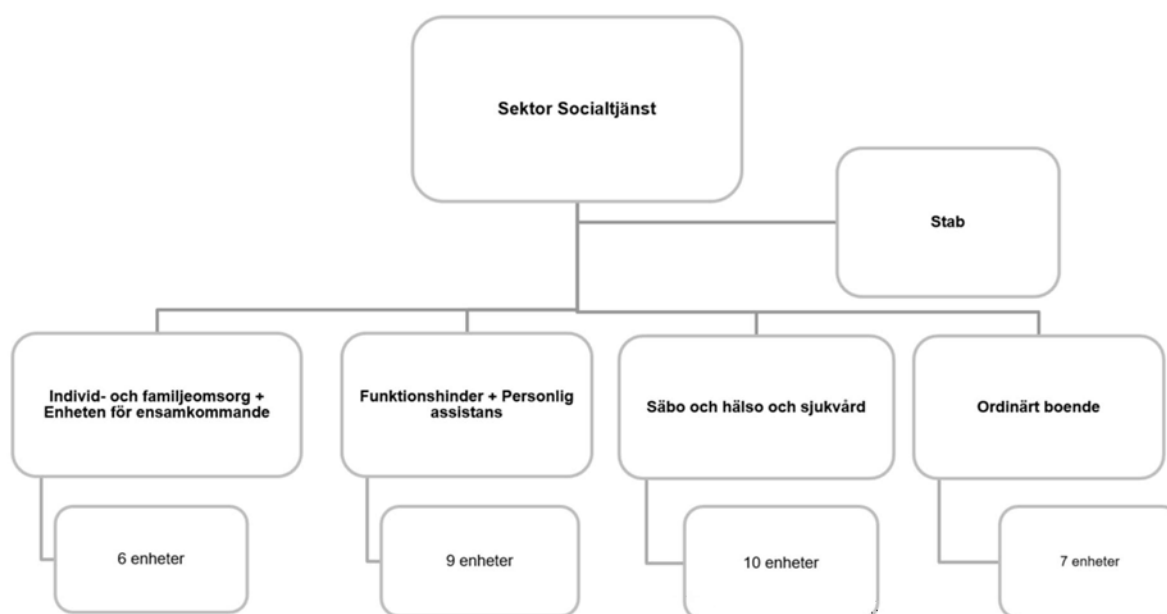 Sektor Socialtjänst
Stab
Individ- och familjeomsorg +
Enheten för ensamkommande
Funktionshinder + Personlig
assistans
Säbo och hälso och sjukvård
Ordinärt boende
6 enheter
9 enheter
10 enheter
7 enheter